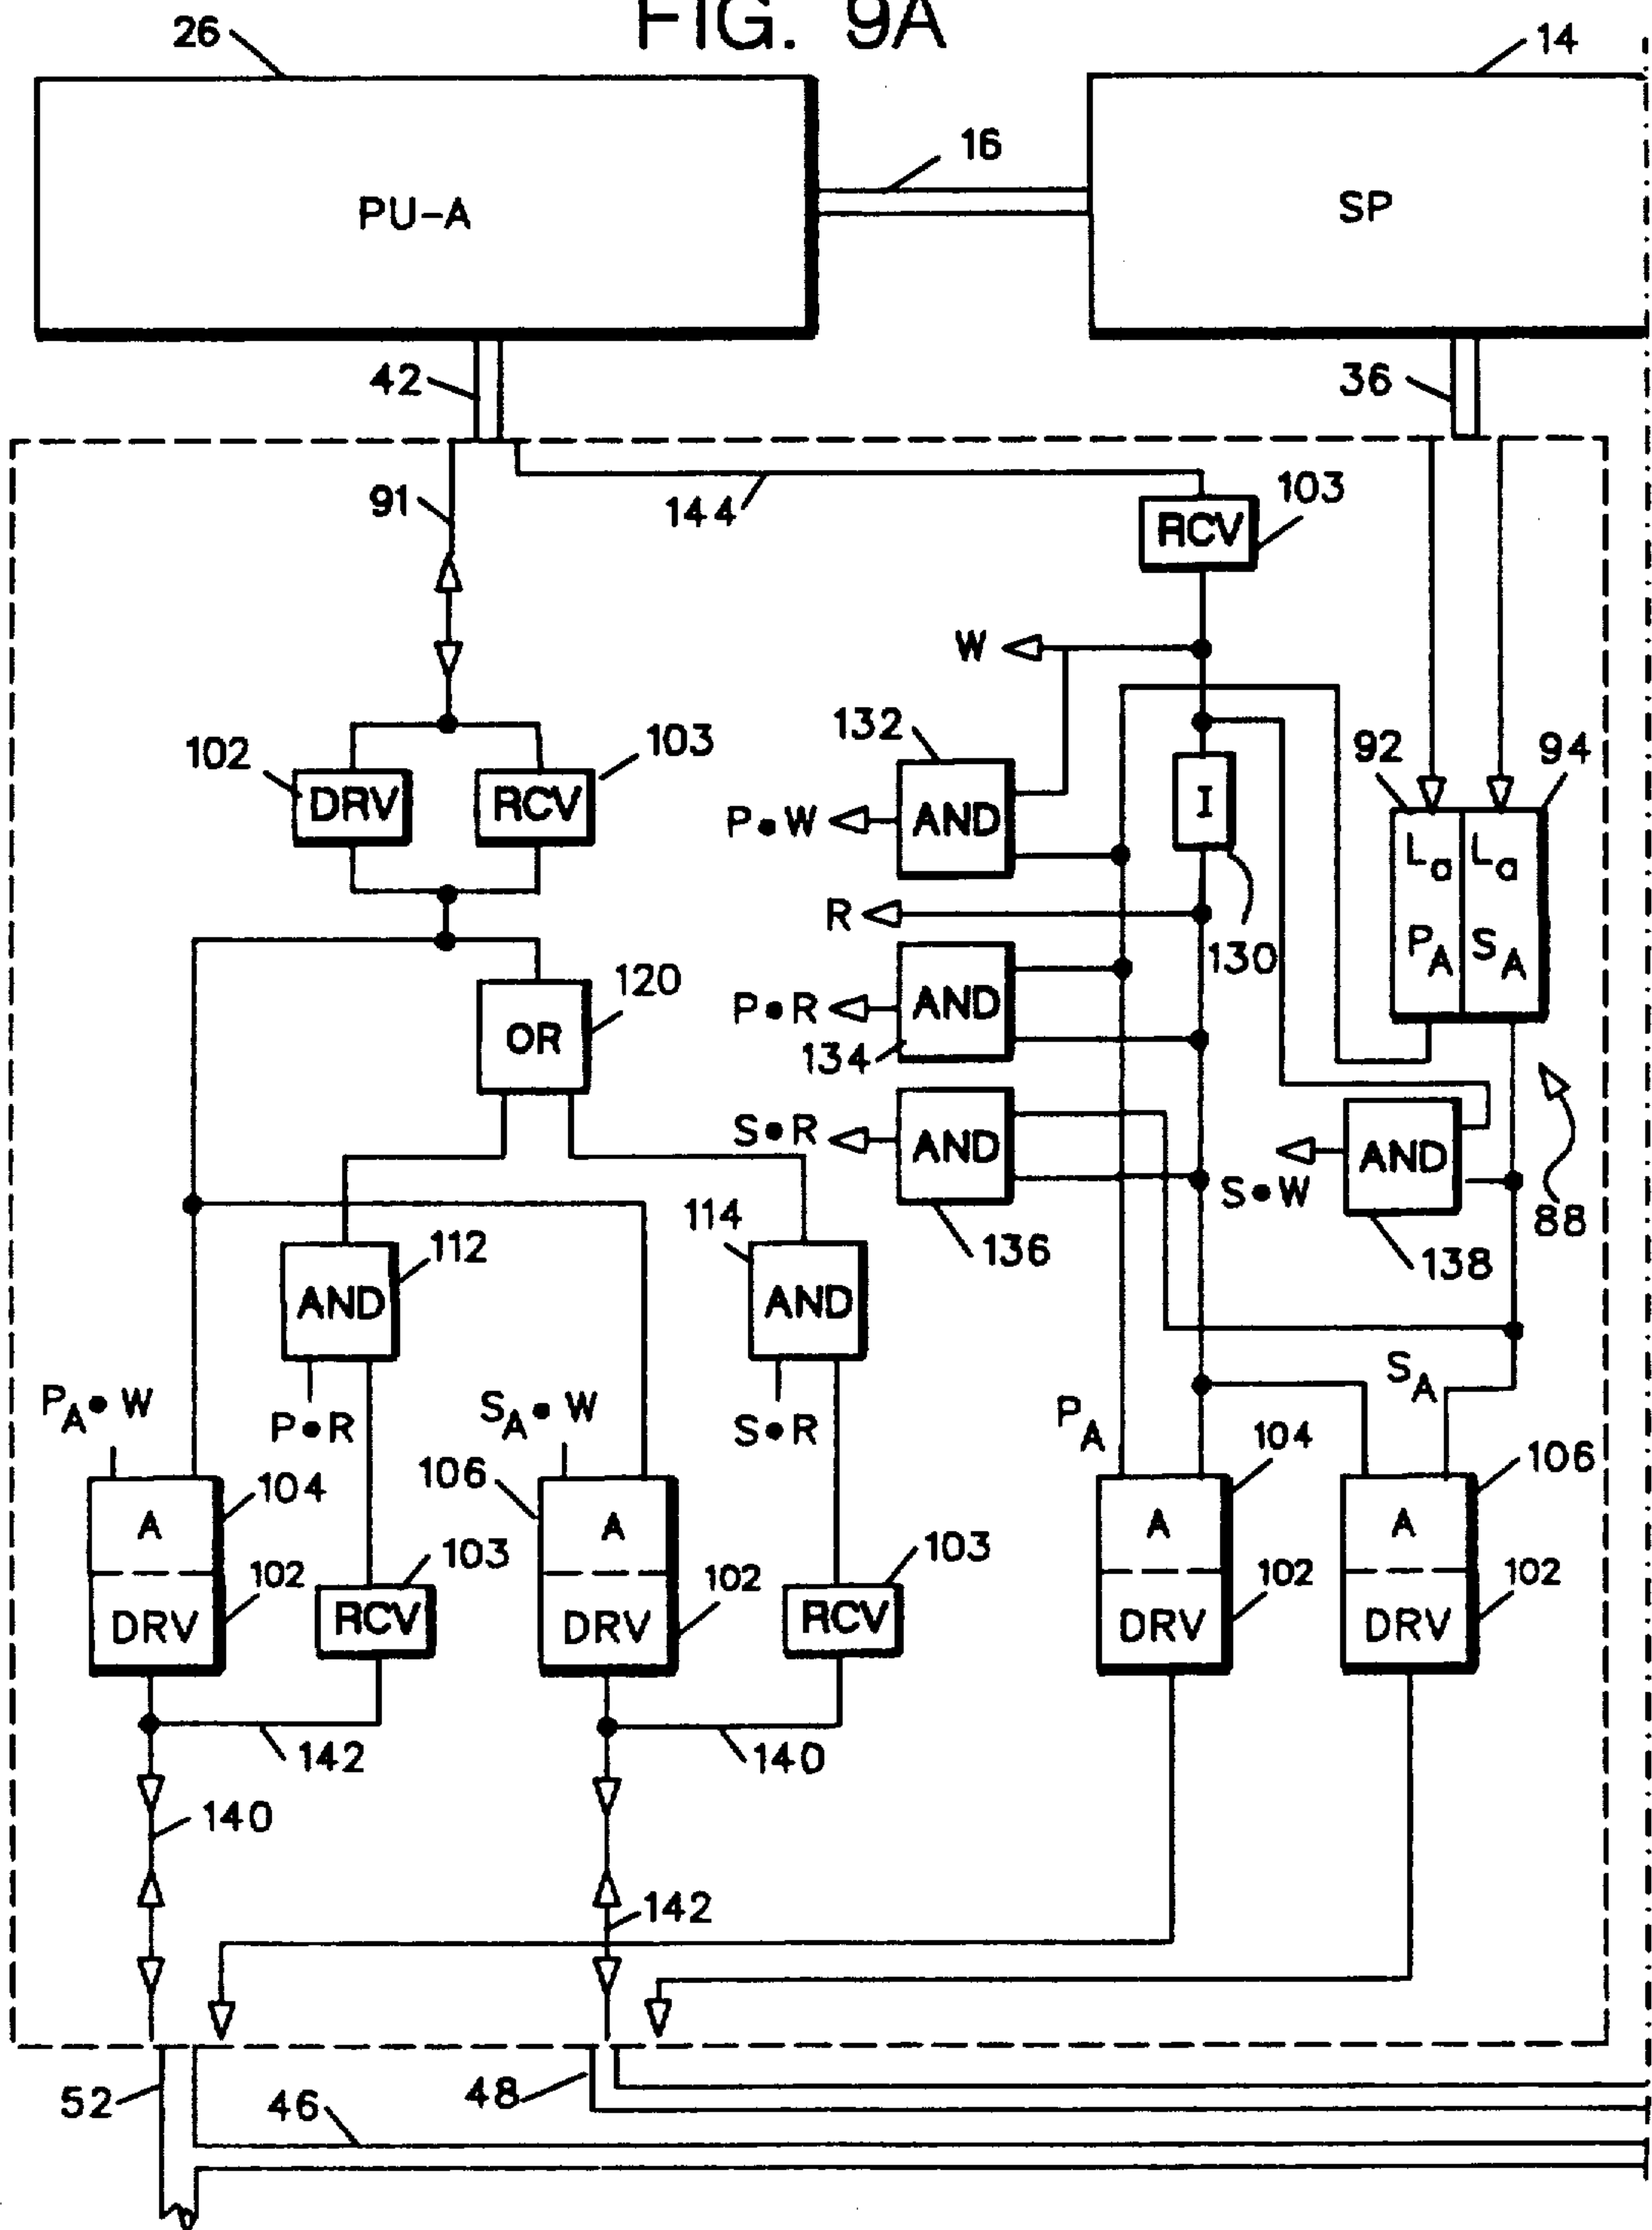 FIG. 9A
26
14
16
PU-A
SP
42
36
91
144
103
RCV
W
132
92
94
102
103
DRV
RCV
P•W
AND
I
La
La
R
130
PA
SA
120
OR
P•R
AND
134
S•R
AND
AND
S•W
88
114
136
138
112
AND
AND
PA•W
P•R
SA•W
S•R
PA
SA
104
106
104
106
A
A
A
A
103
103
102
102
102
102
DRV
RCV
DRV
RCV
DRV
DRV
142
140
140
142
52
48
46